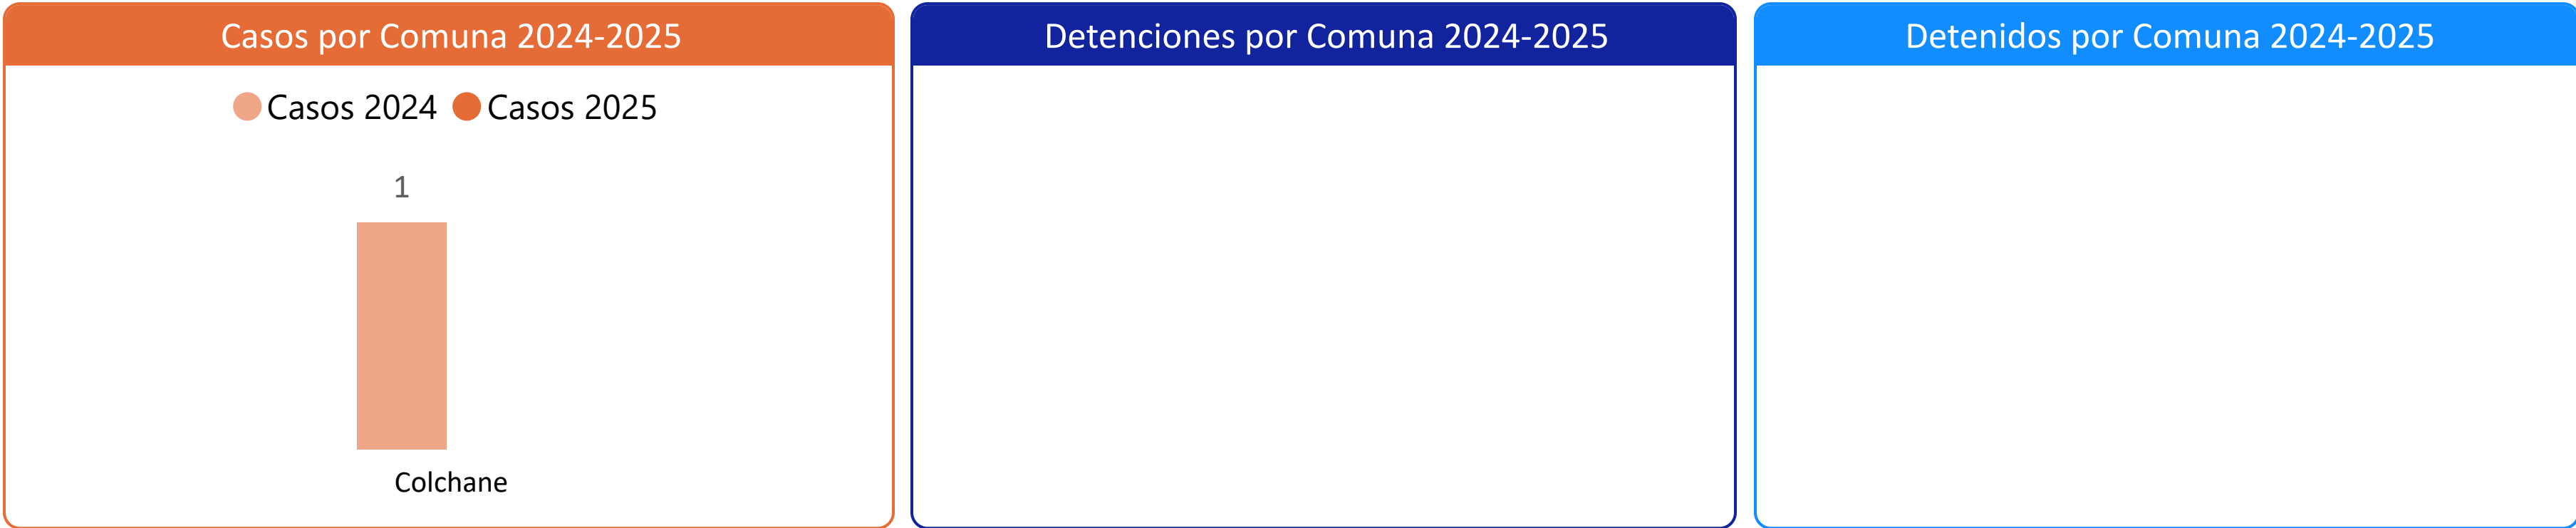 Casos por Comuna 2024-2025
Casos 2024 Casos 2025
1
Colchane
Detenciones por Comuna 2024-2025
Detenidos por Comuna 2024-2025